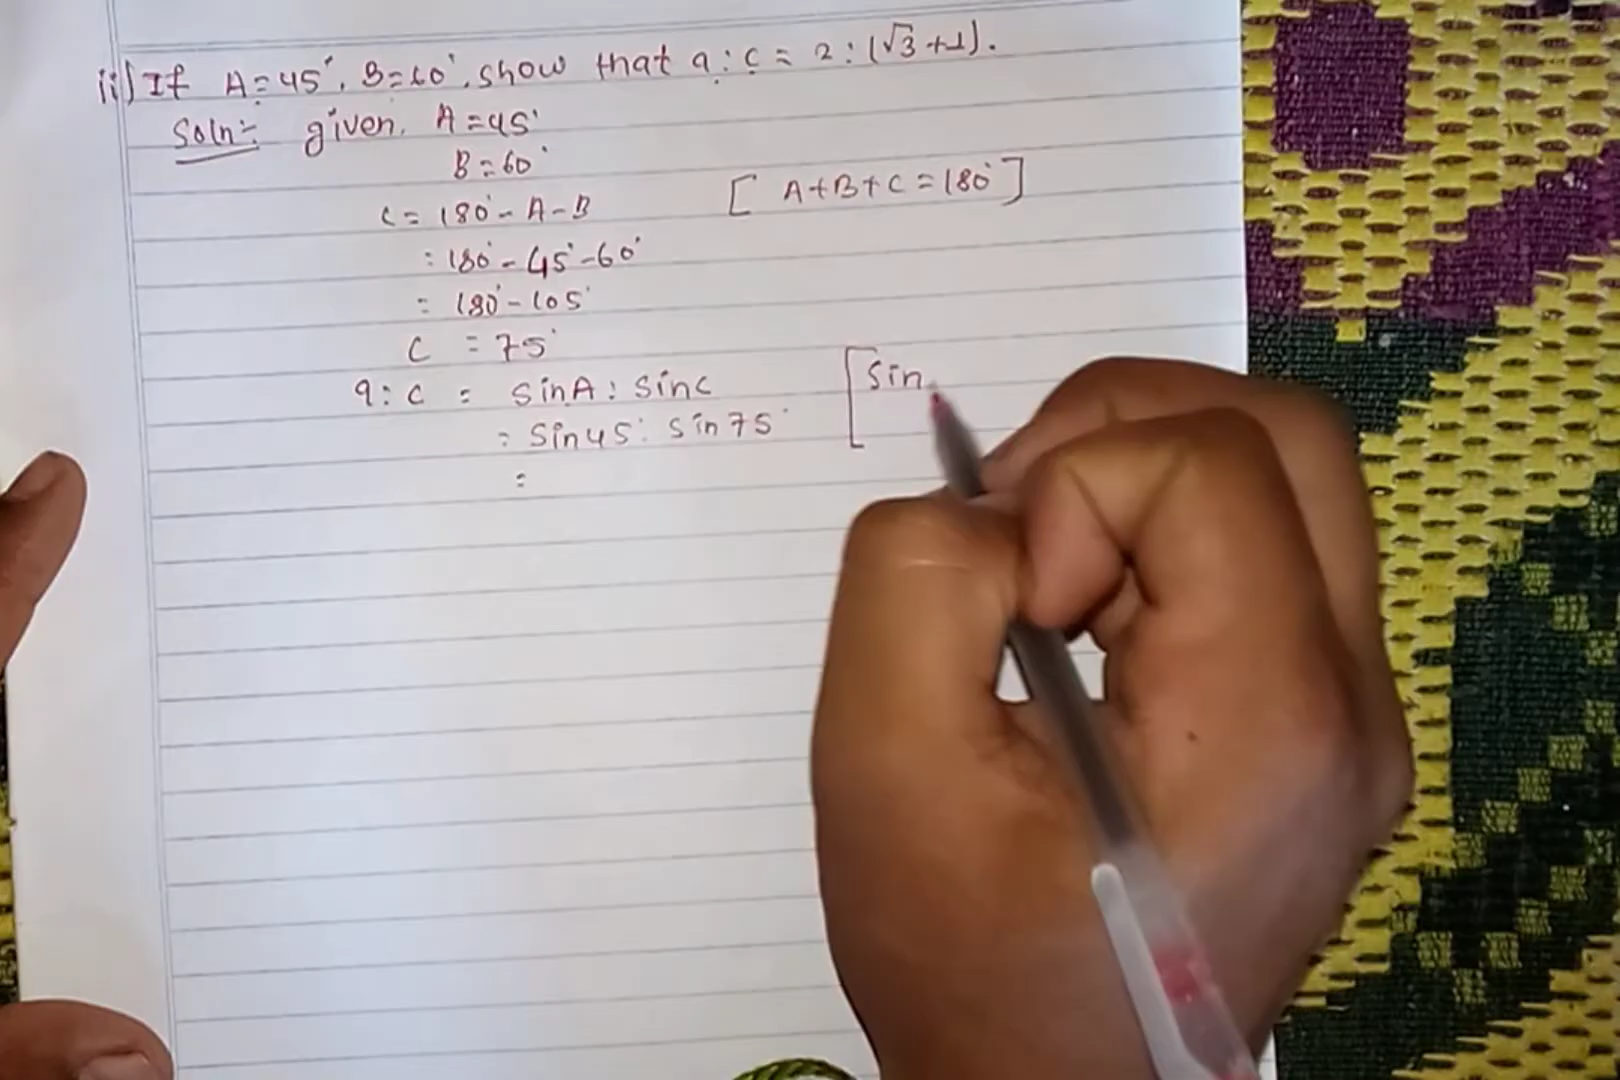 ii) If A=45°, B=60°, show that a:c = 2:(√3+1).
Soln:- given, A=45°
B=60°
C= 180°-A-B [ A+B+C=180° ]
= 180°-45°-60°
= 180°-105°
C = 75°
a:c = sinA : sinC [ Sin
= Sin45°: Sin75°
=